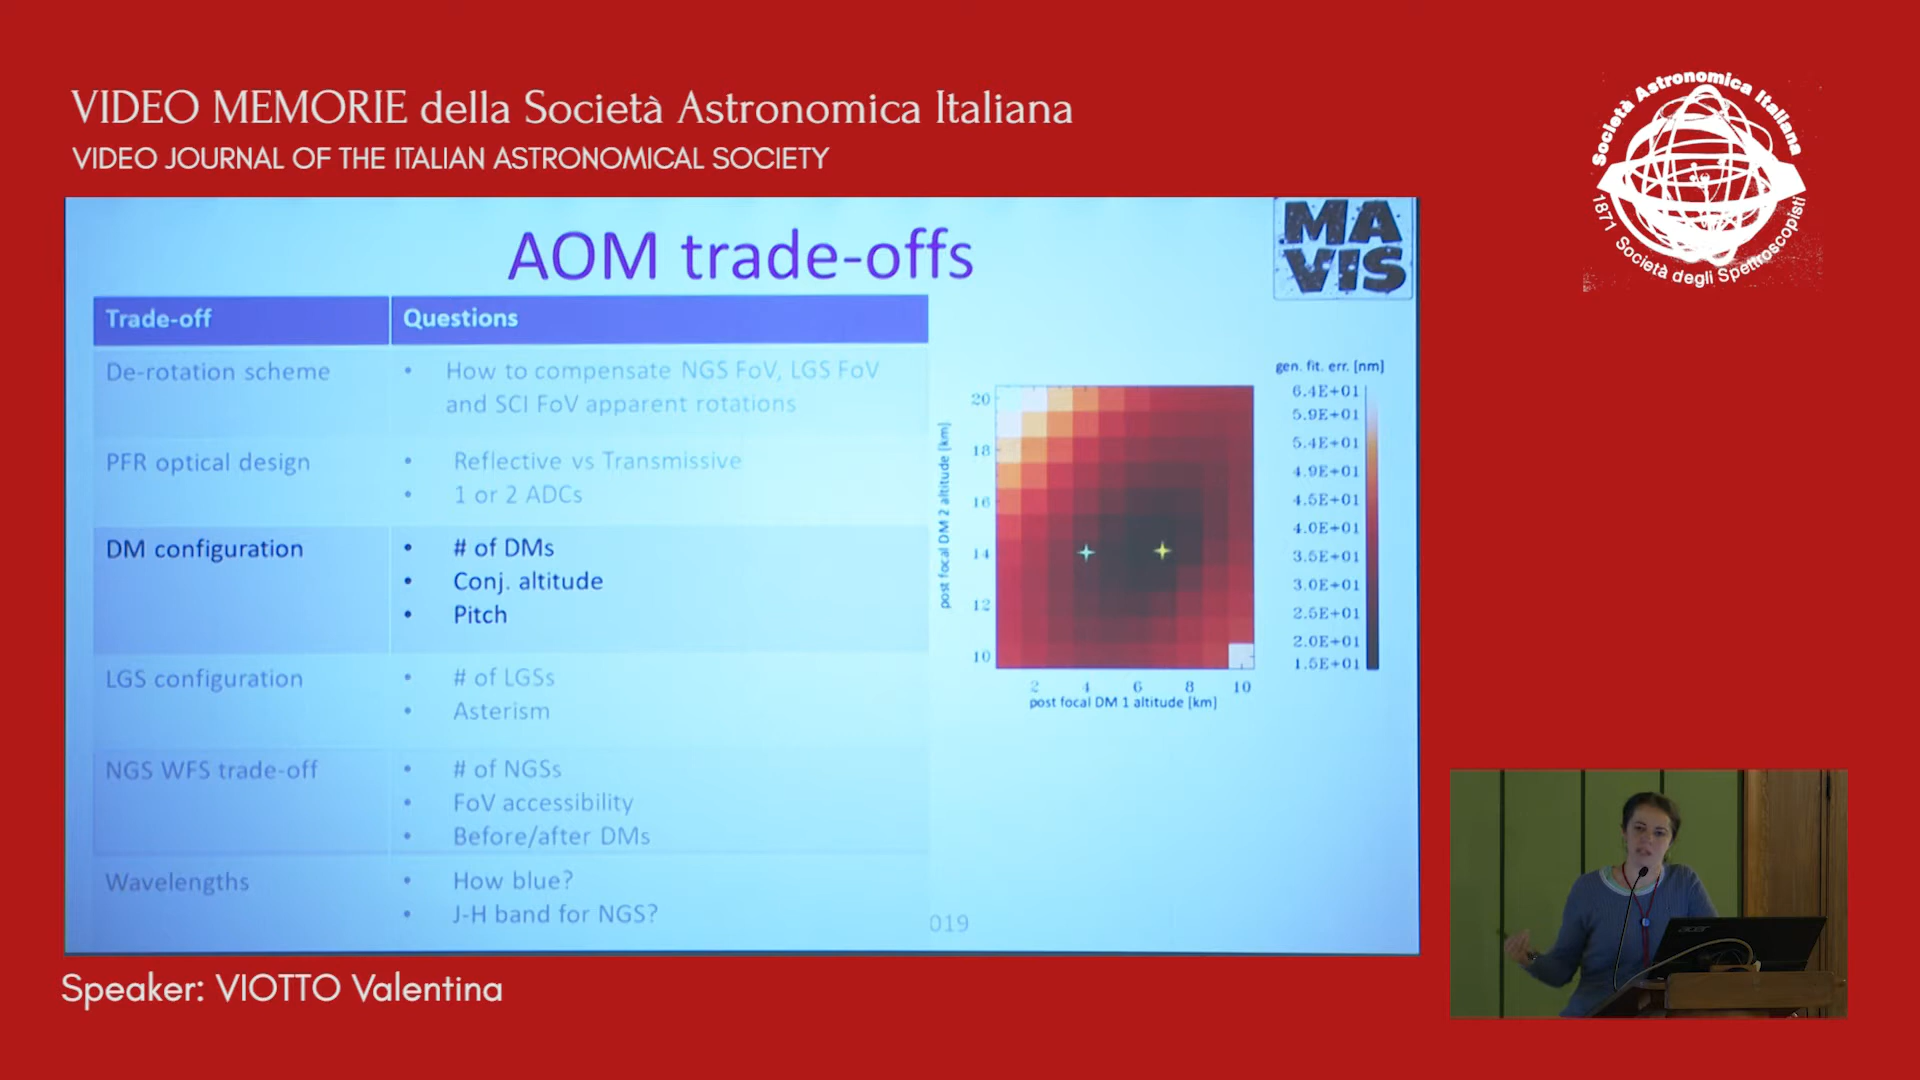 VIDEO MEMORIE della Società Astronomica Italiana
VIDEO JOURNAL OF THE ITALIAN ASTRONOMICAL SOCIETY
Società Astronomica Italiana
1871 Società degli Spettroscopisti
AOM trade-offs
MA
VIS
Trade-off
Questions
De-rotation scheme
• How to compensate NGS FoV, LGS FoV
and SCI FoV apparent rotations
PFR optical design
• Reflective vs Transmissive
• 1 or 2 ADCs
DM configuration
• # of DMs
• Conj. altitude
• Pitch
LGS configuration
• # of LGSs
• Asterism
NGS WFS trade-off
• # of NGSs
• FoV accessibility
• Before/after DMs
Wavelengths
• How blue?
• J-H band for NGS?
019
post focal DM 2 altitude [km]
20
18
16
14
12
10
2 4 6 8 10
post focal DM 1 altitude [km]
gen. fit. err. [nm]
6.4E+01
5.9E+01
5.4E+01
4.9E+01
4.5E+01
4.0E+01
3.5E+01
3.0E+01
2.5E+01
2.0E+01
1.5E+01
acer
Speaker: VIOTTO Valentina